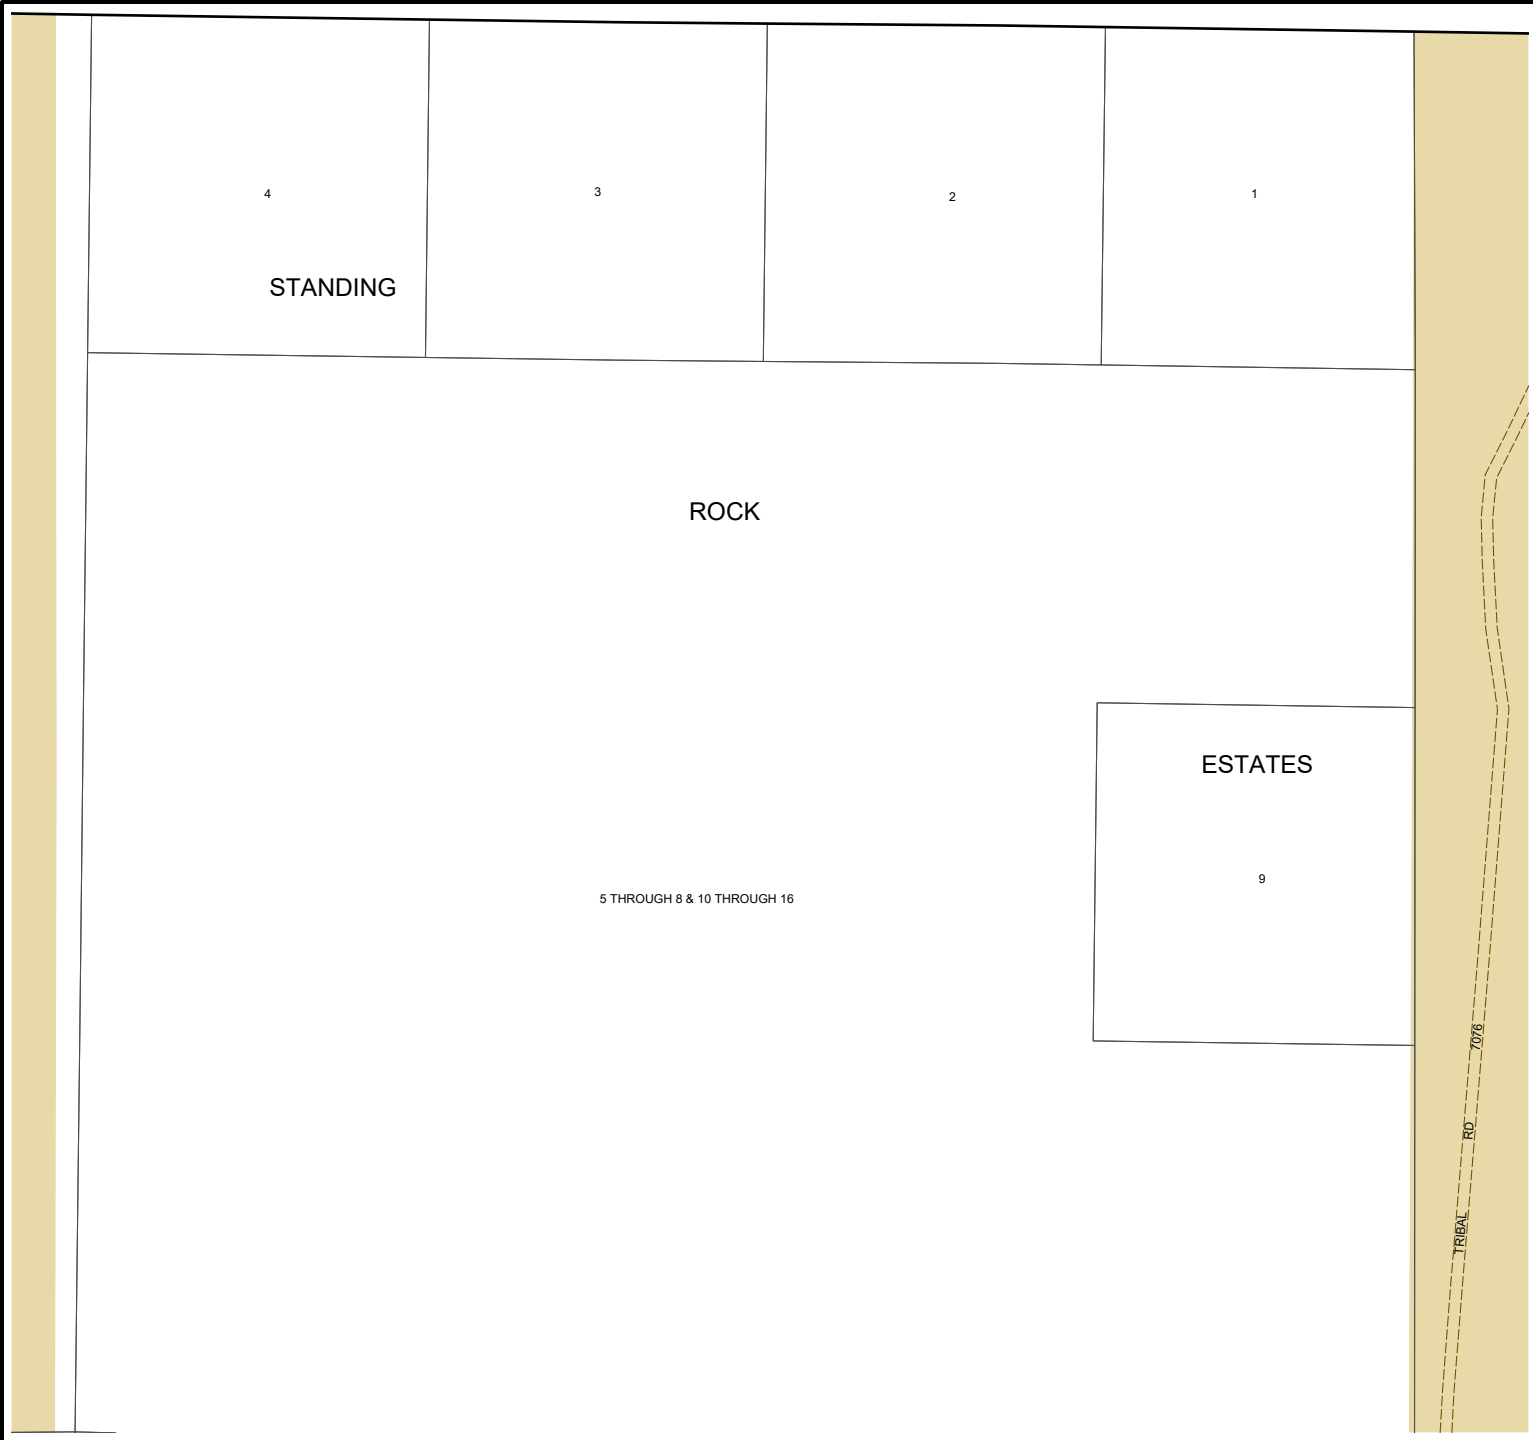 4
3
2
1
STANDING
ROCK
ESTATES
9
5 THROUGH 8 & 10 THROUGH 16
TRIBAL RD 7076